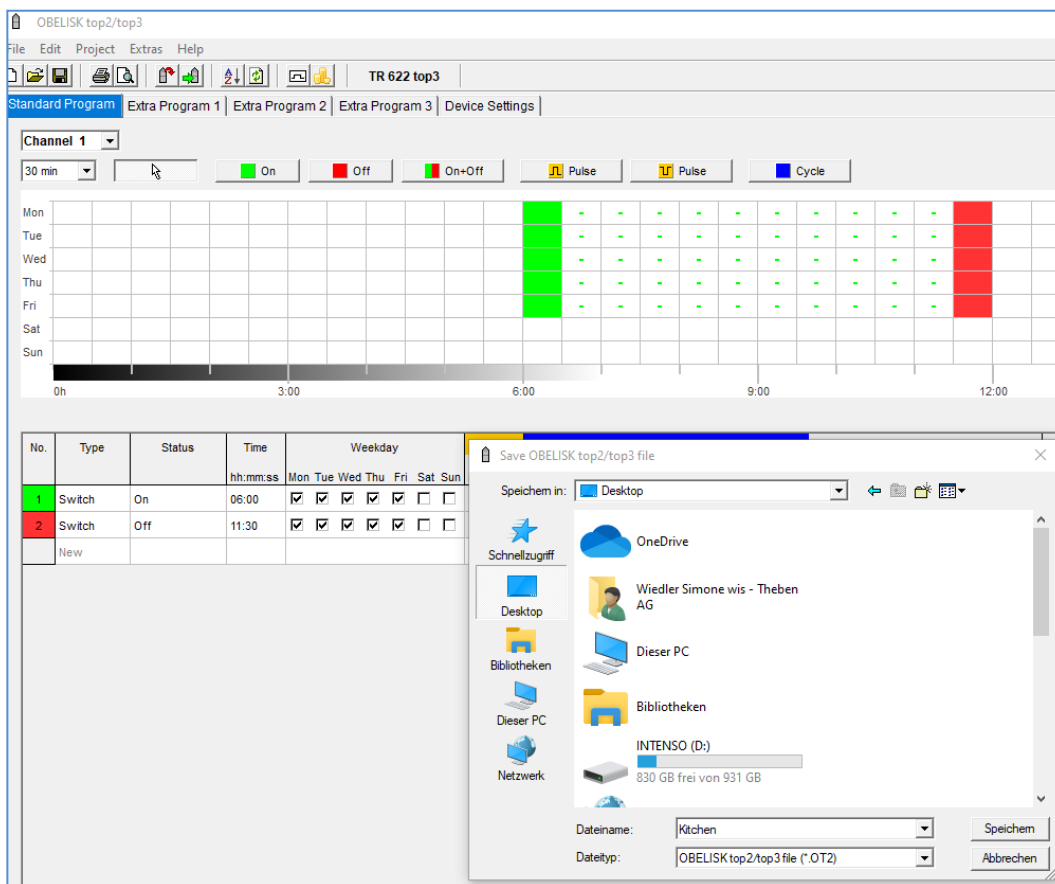 OBELISK top2/top3
File Edit Project Extras Help
TR 622 top3
Standard Program Extra Program 1 Extra Program 2 Extra Program 3 Device Settings
Channel 1
30 min On Off On+Off Pulse Pulse Cycle
Mon
Tue
Wed
Thu
Fri
Sat
Sun
0h 3:00 6:00 9:00 12:00
No. Type Status Time Weekday
hh:mm:ss Mon Tue Wed Thu Fri Sat Sun
1 Switch On 06:00
2 Switch Off 11:30
New
Save OBELISK top2/top3 file
Speichern in: Desktop
Schnellzugriff
Desktop
Bibliotheken
Dieser PC
Netzwerk
OneDrive
Wiedler Simone wis - Theben
AG
Dieser PC
Bibliotheken
INTENSO (D:)
830 GB frei von 931 GB
Dateiname: Kitchen Speichern
Dateityp: OBELISK top2/top3 file (*.OT2) Abbrechen